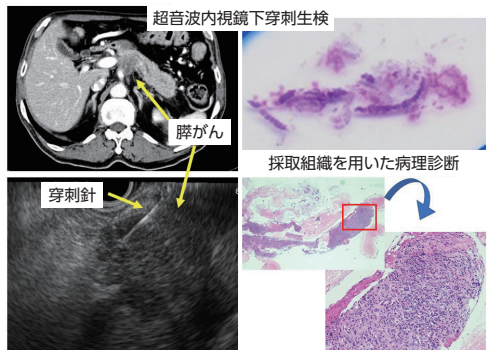 超音波内視鏡下穿刺生検
膵がん
穿刺針
採取組織を用いた病理診断